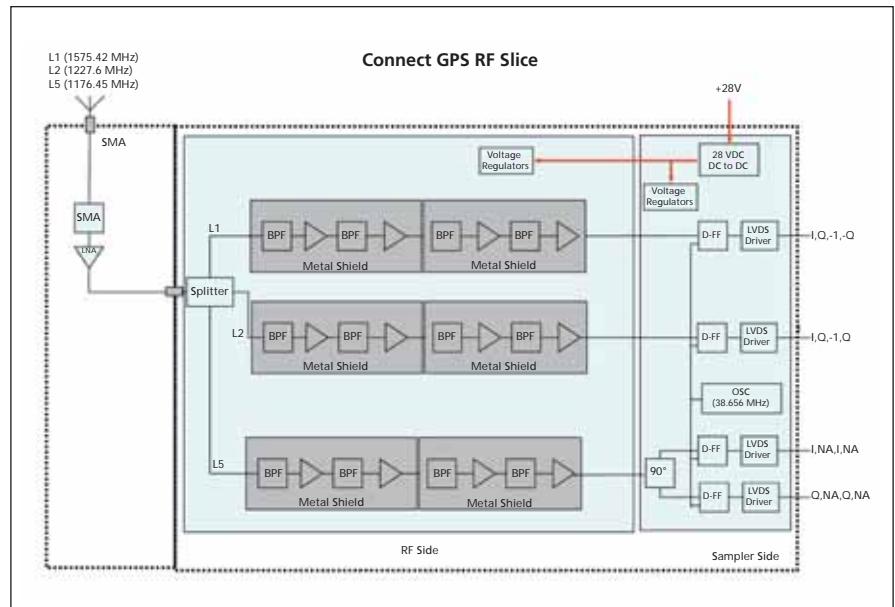 Connect GPS RF Slice
L1 (1575.42 MHz)
L2 (1227.6 MHz)
L5 (1176.45 MHz)
+28V
SMA
28 VDC
DC to DC
Voltage
Regulators
Voltage
Regulators
SMA
LNA
Splitter
L1
BPF
BPF
BPF
BPF
Metal Shield
Metal Shield
D-FF
LVDS
Driver
I,Q,-1,-Q
L2
BPF
BPF
BPF
BPF
Metal Shield
Metal Shield
D-FF
LVDS
Driver
I,Q,-1,Q
OSC
(38.656 MHz)
L5
BPF
BPF
BPF
BPF
Metal Shield
Metal Shield
90°
D-FF
LVDS
Driver
I,NA,I,NA
D-FF
LVDS
Driver
Q,NA,Q,NA
RF Side
Sampler Side